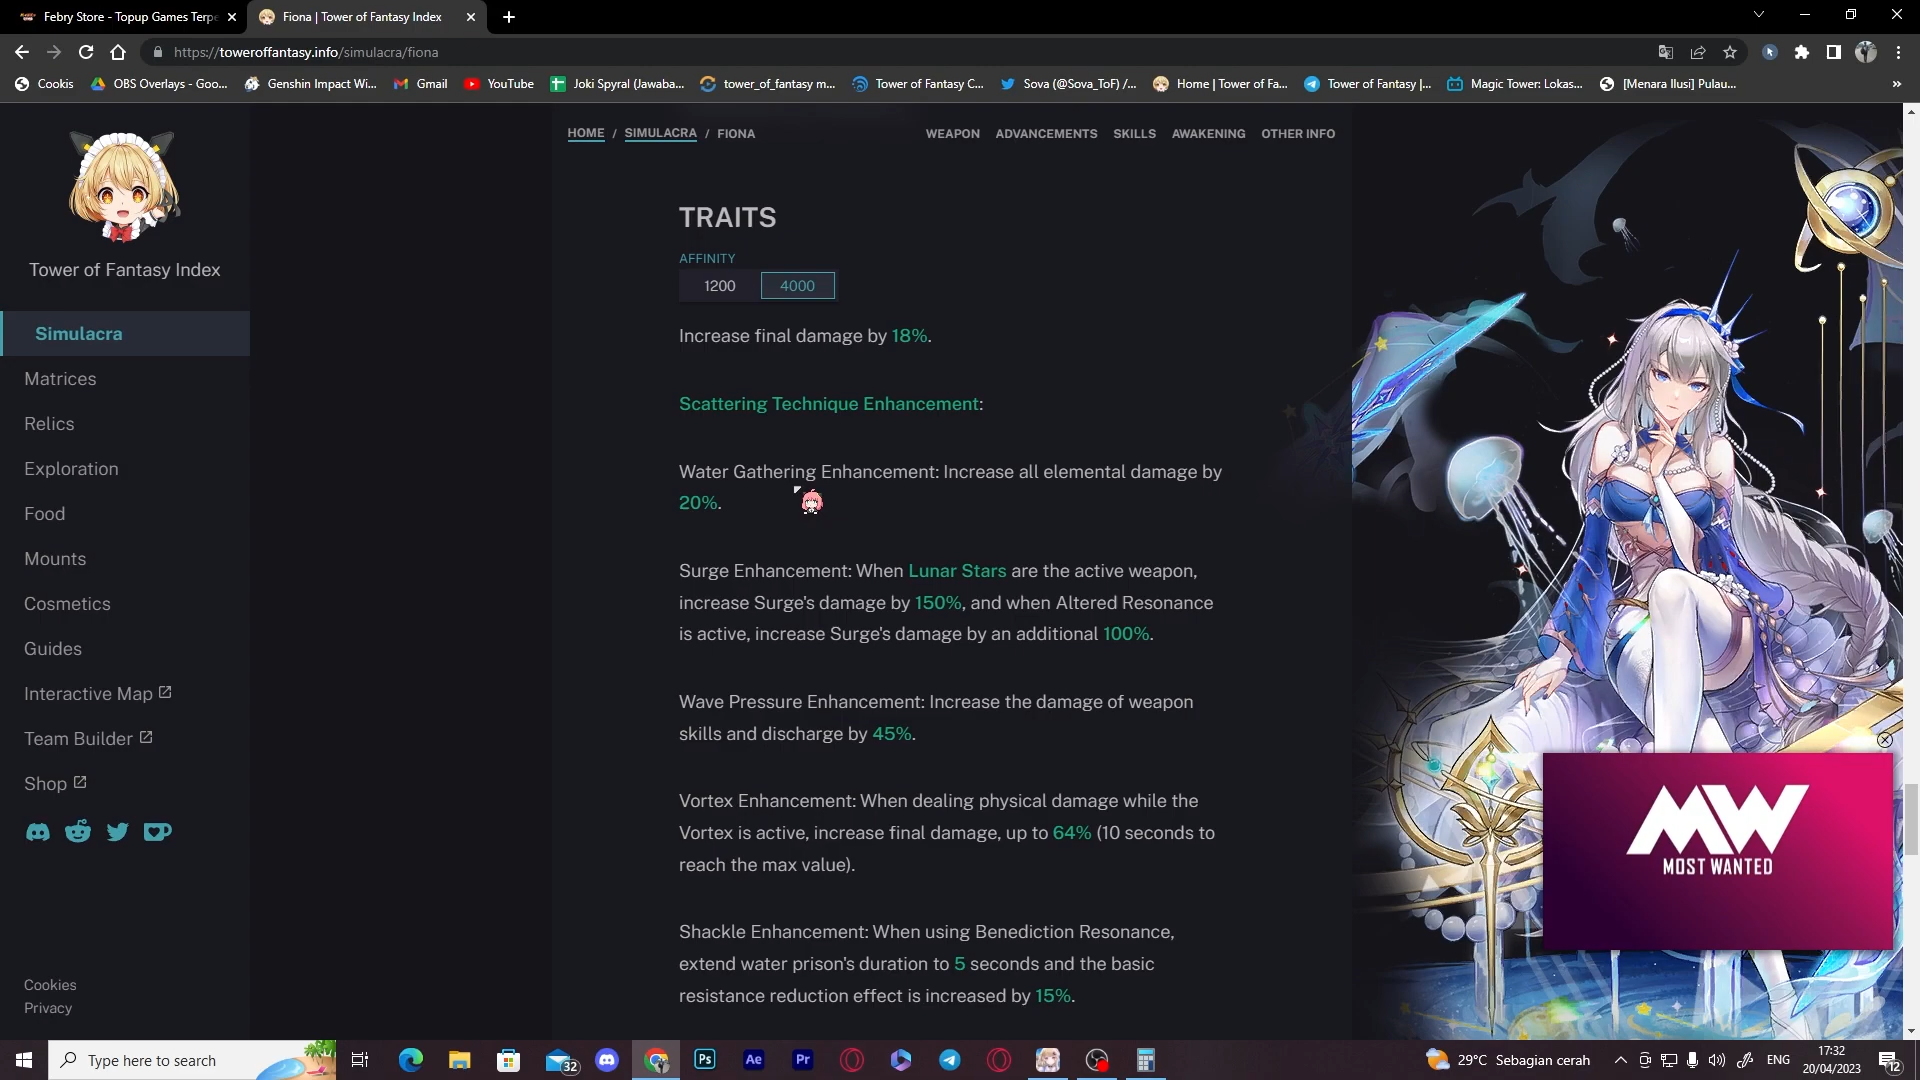 Febry Store - Topup Games Terpe
Fiona | Tower of Fantasy Index
https://toweroffantasy.info/simulacra/fiona
Cookis
OBS Overlays - Goo...
Genshin Impact Wi...
Gmail
YouTube
Joki Spyral (Jawaba...
tower_of_fantasy m...
Tower of Fantasy C...
Sova (@Sova_ToF) /...
Home | Tower of Fa...
Tower of Fantasy |...
Magic Tower: Lokas...
[Menara Ilusi] Pulau...
»
Tower of Fantasy Index
Simulacra
Matrices
Relics
Exploration
Food
Mounts
Cosmetics
Guides
Interactive Map
Team Builder
Shop
Cookies
Privacy
HOME / SIMULACRA / FIONA
WEAPON ADVANCEMENTS SKILLS AWAKENING OTHER INFO
TRAITS
AFFINITY
1200 4000
Increase final damage by 18%.
Scattering Technique Enhancement:
Water Gathering Enhancement: Increase all elemental damage by
20%.
Surge Enhancement: When Lunar Stars are the active weapon,
increase Surge's damage by 150%, and when Altered Resonance
is active, increase Surge's damage by an additional 100%.
Wave Pressure Enhancement: Increase the damage of weapon
skills and discharge by 45%.
Vortex Enhancement: When dealing physical damage while the
Vortex is active, increase final damage, up to 64% (10 seconds to
reach the max value).
Shackle Enhancement: When using Benediction Resonance,
extend water prison's duration to 5 seconds and the basic
resistance reduction effect is increased by 15%.
MW
MOST WANTED
Type here to search
32
Ps
Ae
Pr
29°C Sebagian cerah
ENG
17:32
20/04/2023
12